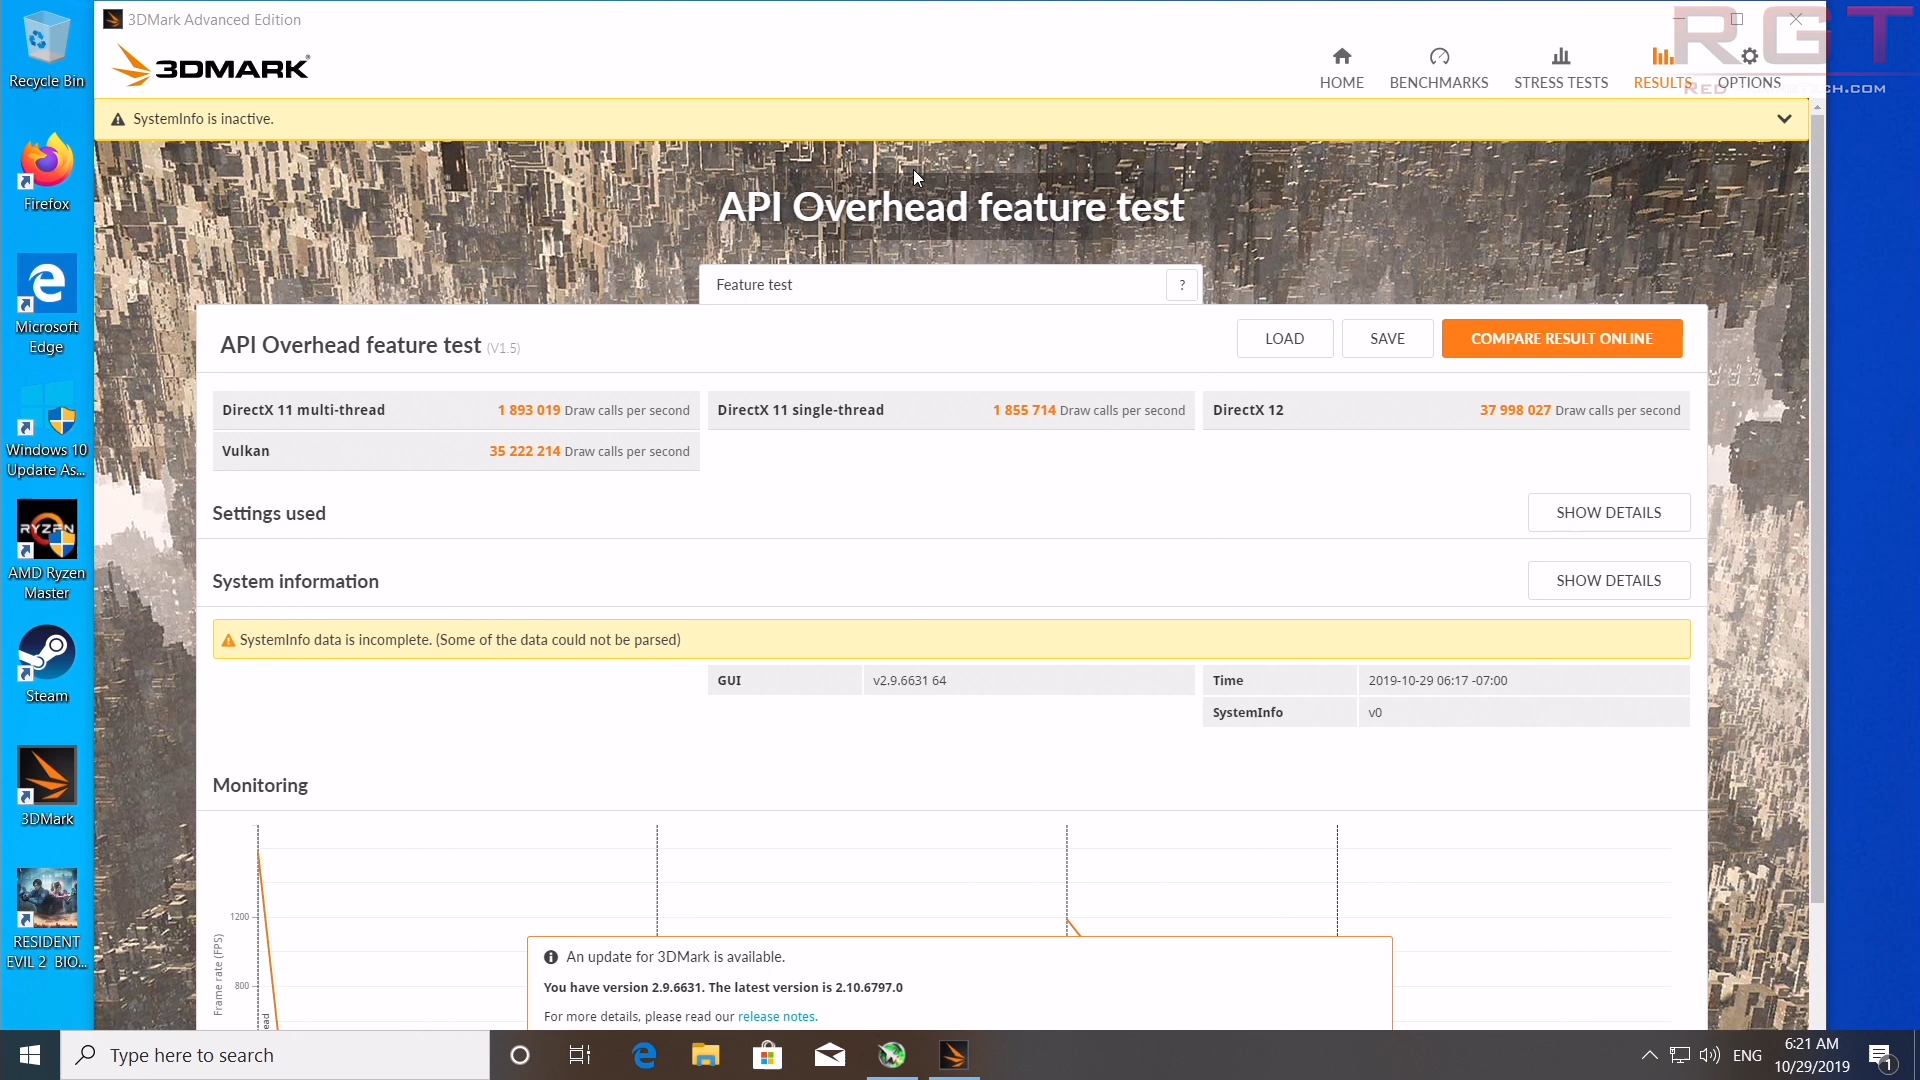 3DMark Advanced Edition
RGT
3DMARK
HOME
BENCHMARKS
STRESS TESTS
RESULTS
OPTIONS
SystemInfo is inactive.
API Overhead feature test
Feature test
?
API Overhead feature test (V1.5)
LOAD
SAVE
COMPARE RESULT ONLINE
DirectX 11 multi-thread 1 893 019 Draw calls per second
DirectX 11 single-thread 1 855 714 Draw calls per second
DirectX 12 37 998 027 Draw calls per second
Vulkan 35 222 214 Draw calls per second
Settings used
SHOW DETAILS
System information
SHOW DETAILS
SystemInfo data is incomplete. (Some of the data could not be parsed)
GUI v2.9.6631 64
Time 2019-10-29 06:17 -07:00
SystemInfo v0
Monitoring
1200
800
Frame rate (FPS)
An update for 3DMark is available.
You have version 2.9.6631. The latest version is 2.10.6797.0
For more details, please read our release notes.
Recycle Bin
Firefox
Microsoft
Edge
Windows 10
Update As...
RYZEN
AMD Ryzen
Master
Steam
3DMark
RESIDENT
EVIL 2 BIO...
Type here to search
ENG
6:21 AM
10/29/2019
1